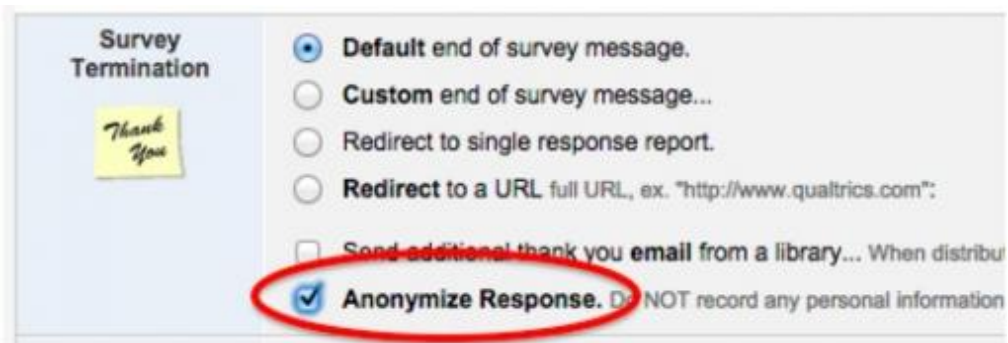 Survey
Termination
Thank
You
Default end of survey message.
Custom end of survey message...
Redirect to single response report.
Redirect to a URL full URL, ex. "http://www.qualtrics.com":
Send additional thank you email from a library... When distribut
Anonymize Response. Do NOT record any personal information